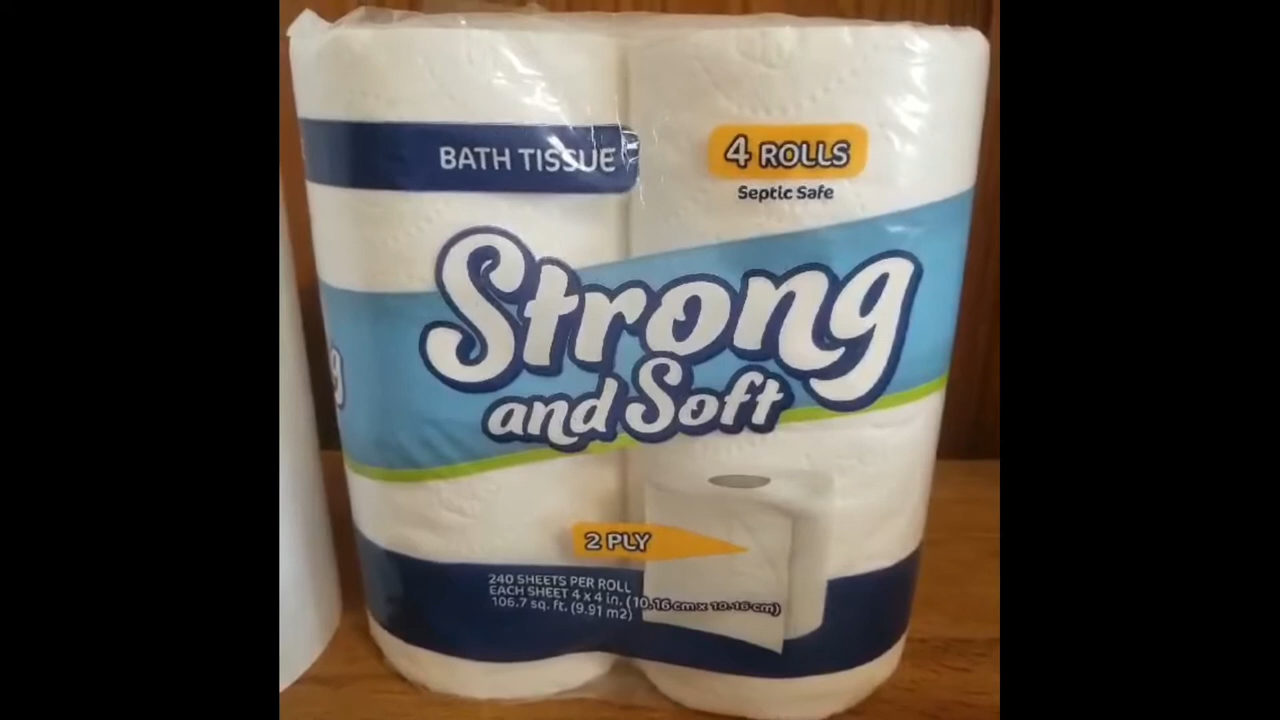 BATH TISSUE
4 ROLLS
Septic Safe
Strong
and Soft
g
2 PLY
240 SHEETS PER ROLL
EACH SHEET 4 x 4 in. (10.16 cm x 10.16 cm)
106.7 sq. ft. (9.91 m2)